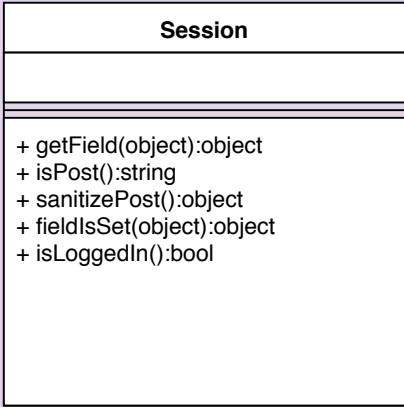 Session
+ getField(object):object
+ isPost():string
+ sanitizePost():object
+ fieldIsSet(object):object
+ isLoggedIn():bool